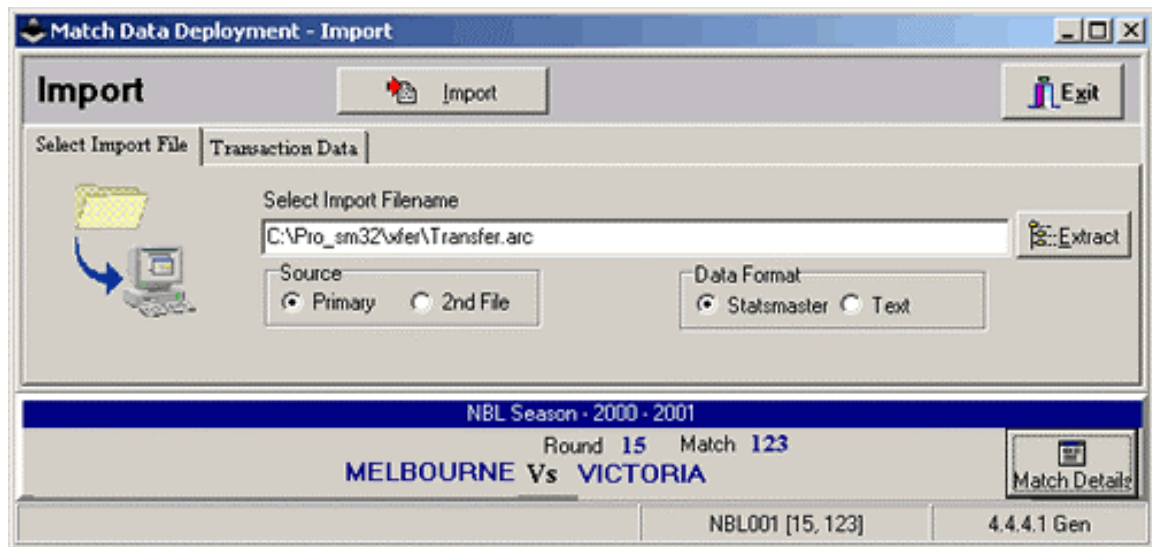 Match Data Deployment - Import
Import Import Exit
Select Import File Transaction Data
Select Import Filename
C:\Pro_sm32\xfer\Transfer.arc Extract
Source Data Format
Primary 2nd File Statsmaster Text
NBL Season - 2000 - 2001
Round 15 Match 123
MELBOURNE Vs VICTORIA
Match Details
NBL001 [15, 123] 4.4.4.1 Gen